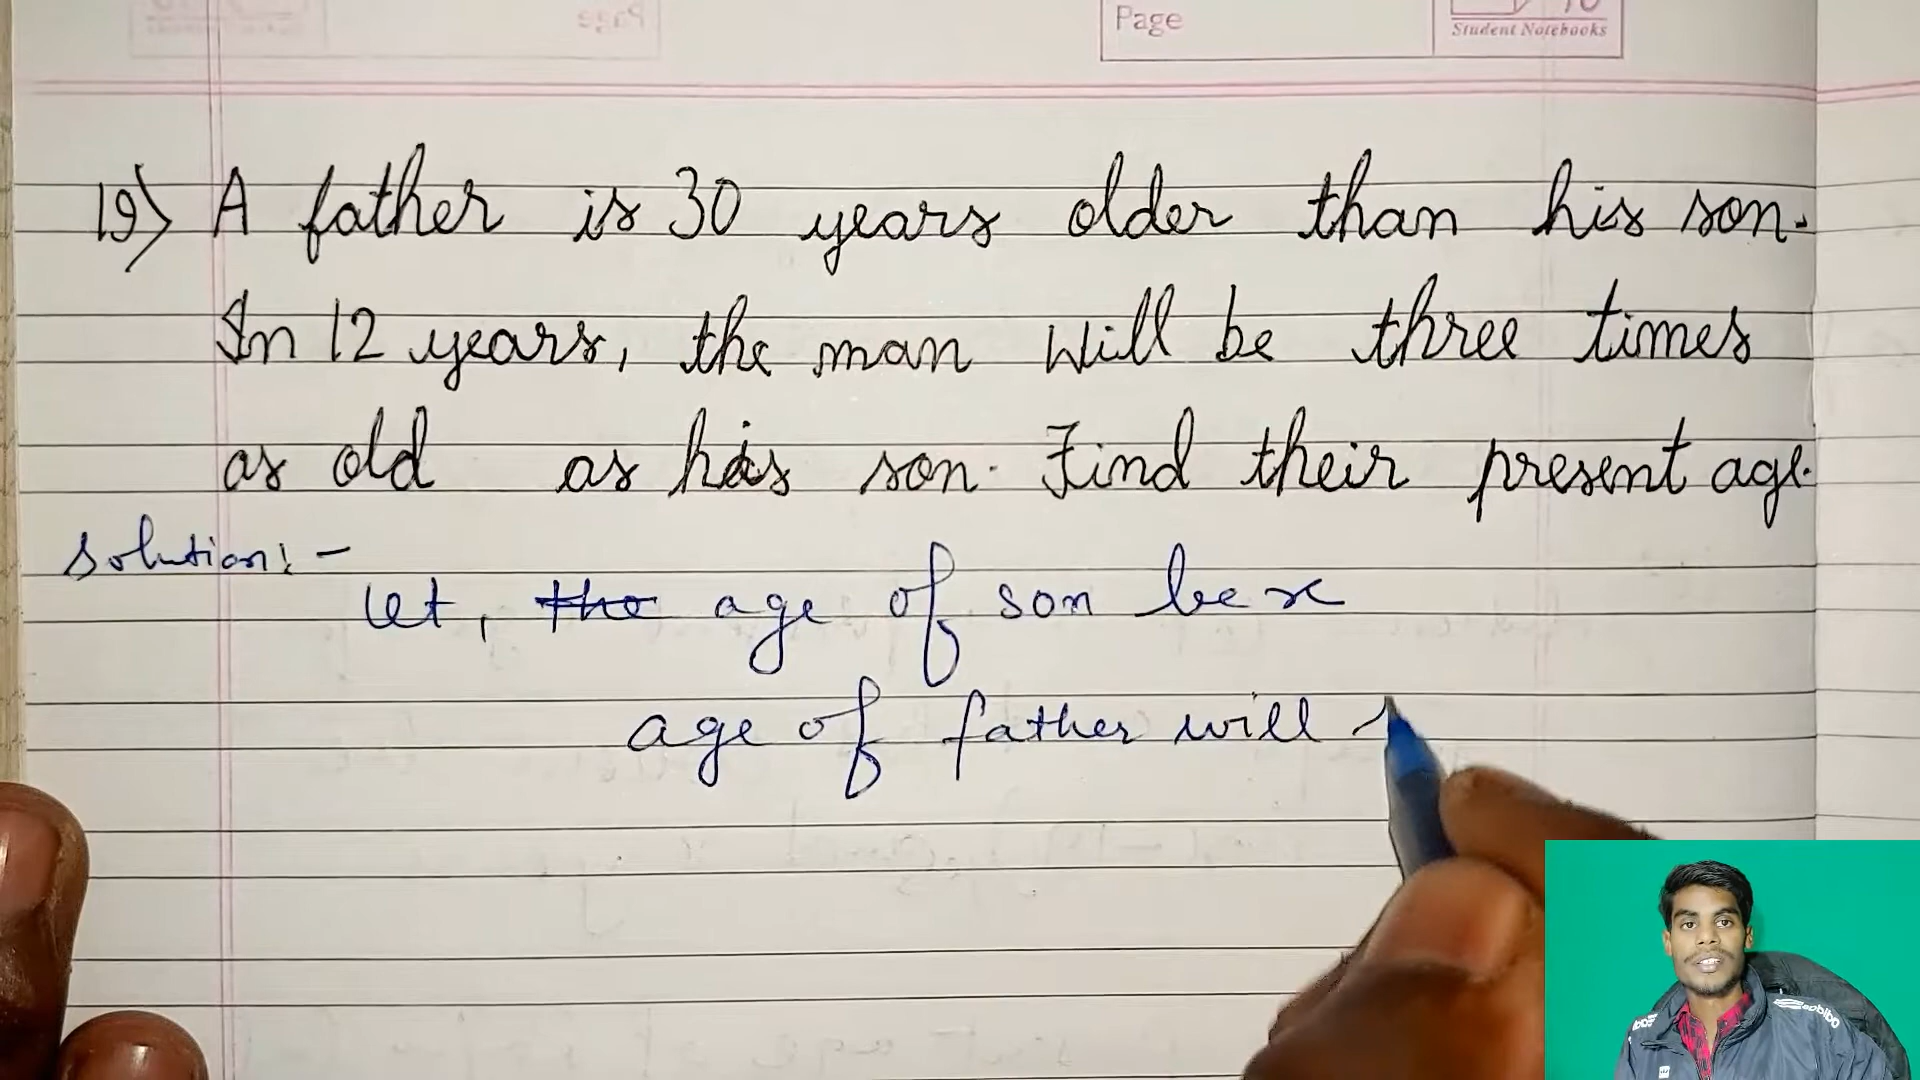 Page
Student Notebooks
19) A father is 30 years older than his son.
In 12 years, the man will be three times
as old as his son. Find their present age.
solution:-
let, the age of son be x
age of father will